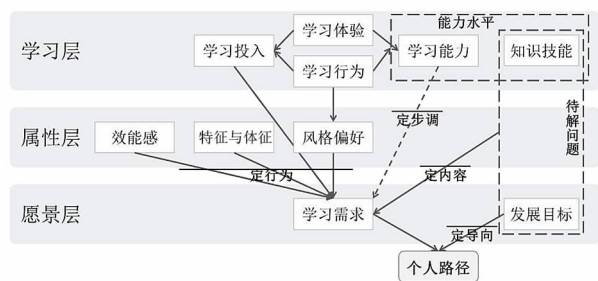 能力水平
学习层
学习投入
学习体验
学习行为
学习能力
知识技能
定步调
待解问题
属性层
效能感
特征与体征
风格偏好
定行为
定内容
愿景层
学习需求
发展目标
定导向
个人路径